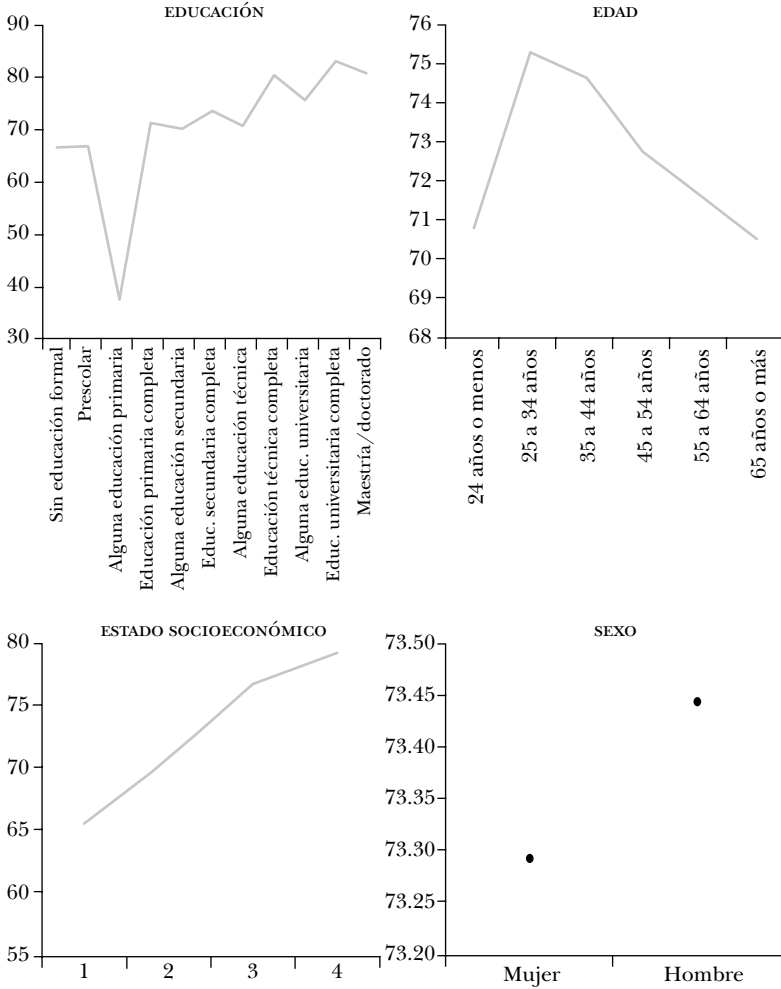 EDUCACIÓN
90
80
70
60
50
40
30
Sin educación formal
Prescolar
Alguna educación primaria
Educación primaria completa
Alguna educación secundaria
Educ. secundaria completa
Alguna educación técnica
Educación técnica completa
Alguna educ. universitaria
Educ. universitaria completa
Maestría/doctorado
EDAD
76
75
74
73
72
71
70
69
68
24 años o menos
25 a 34 años
35 a 44 años
45 a 54 años
55 a 64 años
65 años o más
ESTADO SOCIOECONÓMICO
80
75
70
65
60
55
1
2
3
4
SEXO
73.50
73.45
73.40
73.35
73.30
73.25
73.20
Mujer
Hombre